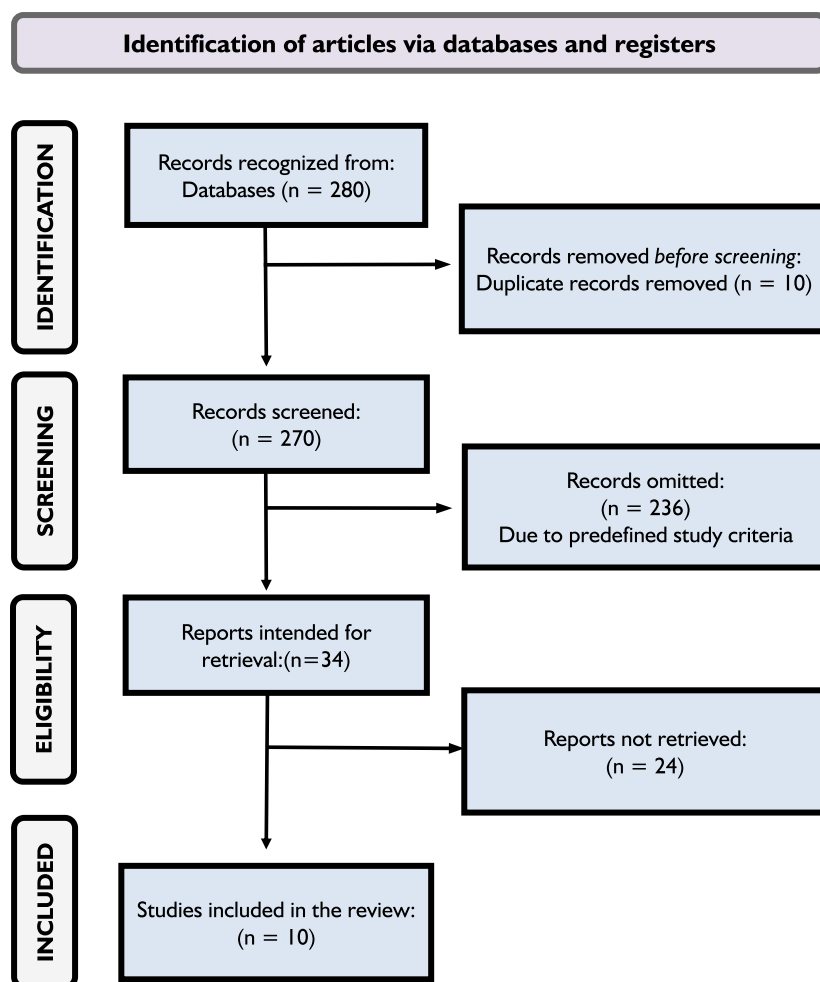 Identification of articles via databases and registers
IDENTIFICATION
Records recognized from:
Databases (n = 280)
Records removed before screening:
Duplicate records removed (n = 10)
SCREENING
Records screened:
(n = 270)
Records omitted:
(n = 236)
Due to predefined study criteria
ELIGIBILITY
Reports intended for
retrieval:(n=34)
Reports not retrieved:
(n = 24)
INCLUDED
Studies included in the review:
(n = 10)